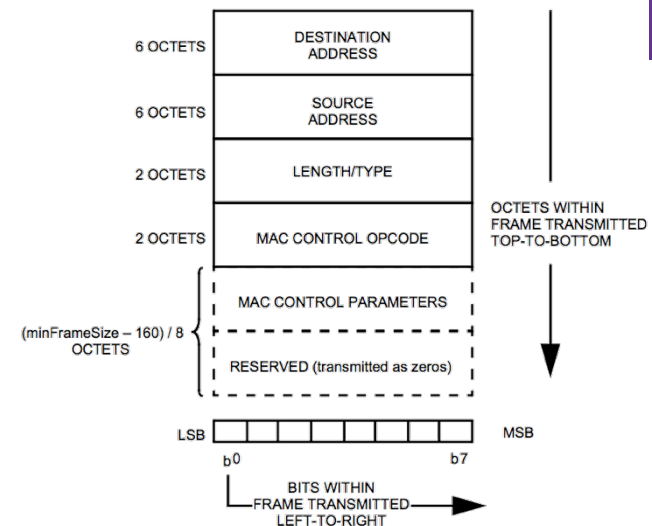 6 OCTETS
DESTINATION
ADDRESS
6 OCTETS
SOURCE
ADDRESS
2 OCTETS
LENGTH/TYPE
2 OCTETS
MAC CONTROL OPCODE
OCTETS WITHIN
FRAME TRANSMITTED
TOP-TO-BOTTOM
(minFrameSize – 160) / 8
OCTETS
MAC CONTROL PARAMETERS
RESERVED (transmitted as zeros)
LSB
MSB
b0
b7
BITS WITHIN
FRAME TRANSMITTED
LEFT-TO-RIGHT